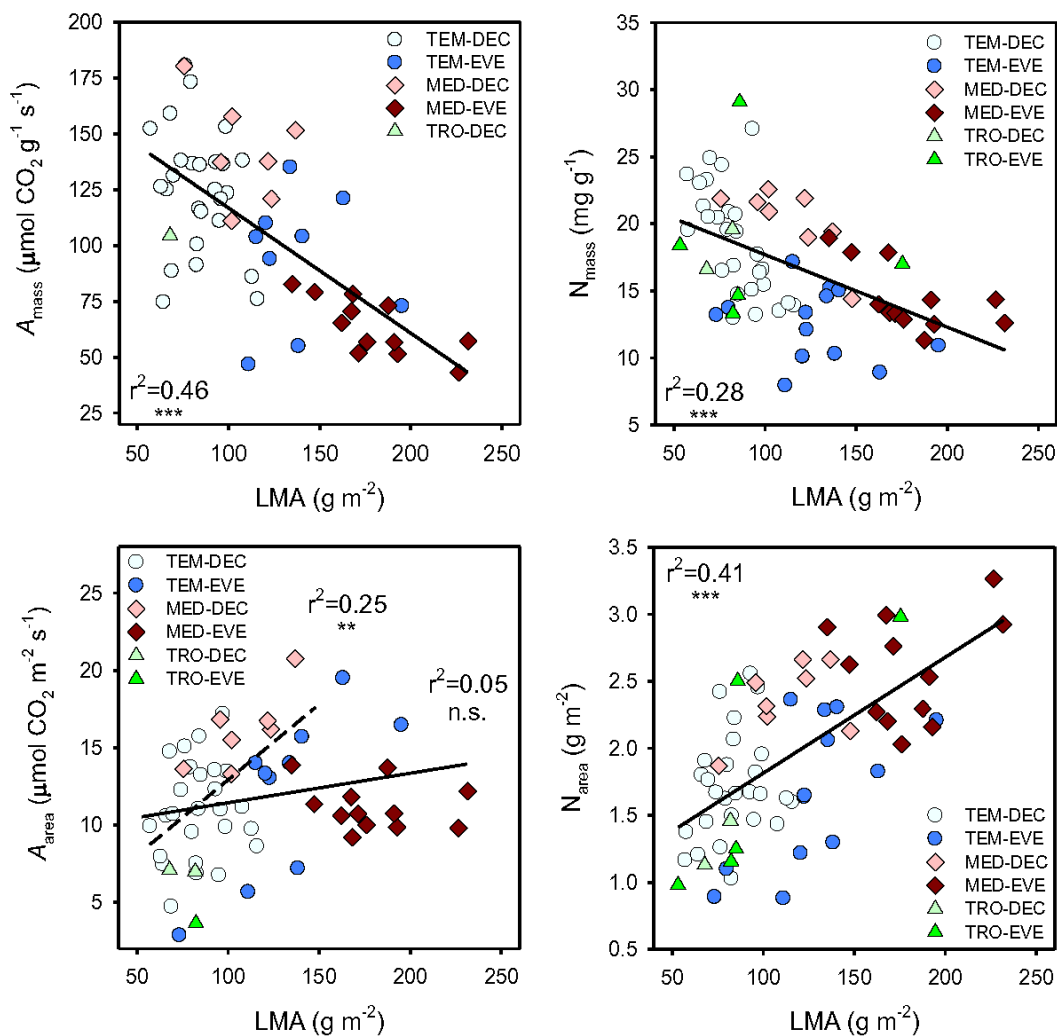 200
175
150
125
100
75
50
25
A_mass (µmol CO₂ g⁻¹ s⁻¹)
TEM-DEC
TEM-EVE
MED-DEC
MED-EVE
TRO-DEC
r²=0.46
***
50 100 150 200 250
LMA (g m⁻²)
35
30
25
20
15
10
5
N_mass (mg g⁻¹)
TEM-DEC
TEM-EVE
MED-DEC
MED-EVE
TRO-DEC
TRO-EVE
r²=0.28
***
50 100 150 200 250
LMA (g m⁻²)
25
20
15
10
5
A_area (µmol CO₂ m⁻² s⁻¹)
TEM-DEC
TEM-EVE
MED-DEC
MED-EVE
TRO-DEC
TRO-EVE
r²=0.25
**
r²=0.05
n.s.
50 100 150 200 250
LMA (g m⁻²)
3.5
3.0
2.5
2.0
1.5
1.0
0.5
N_area (g m⁻²)
r²=0.41
***
TEM-DEC
TEM-EVE
MED-DEC
MED-EVE
TRO-DEC
TRO-EVE
50 100 150 200 250
LMA (g m⁻²)